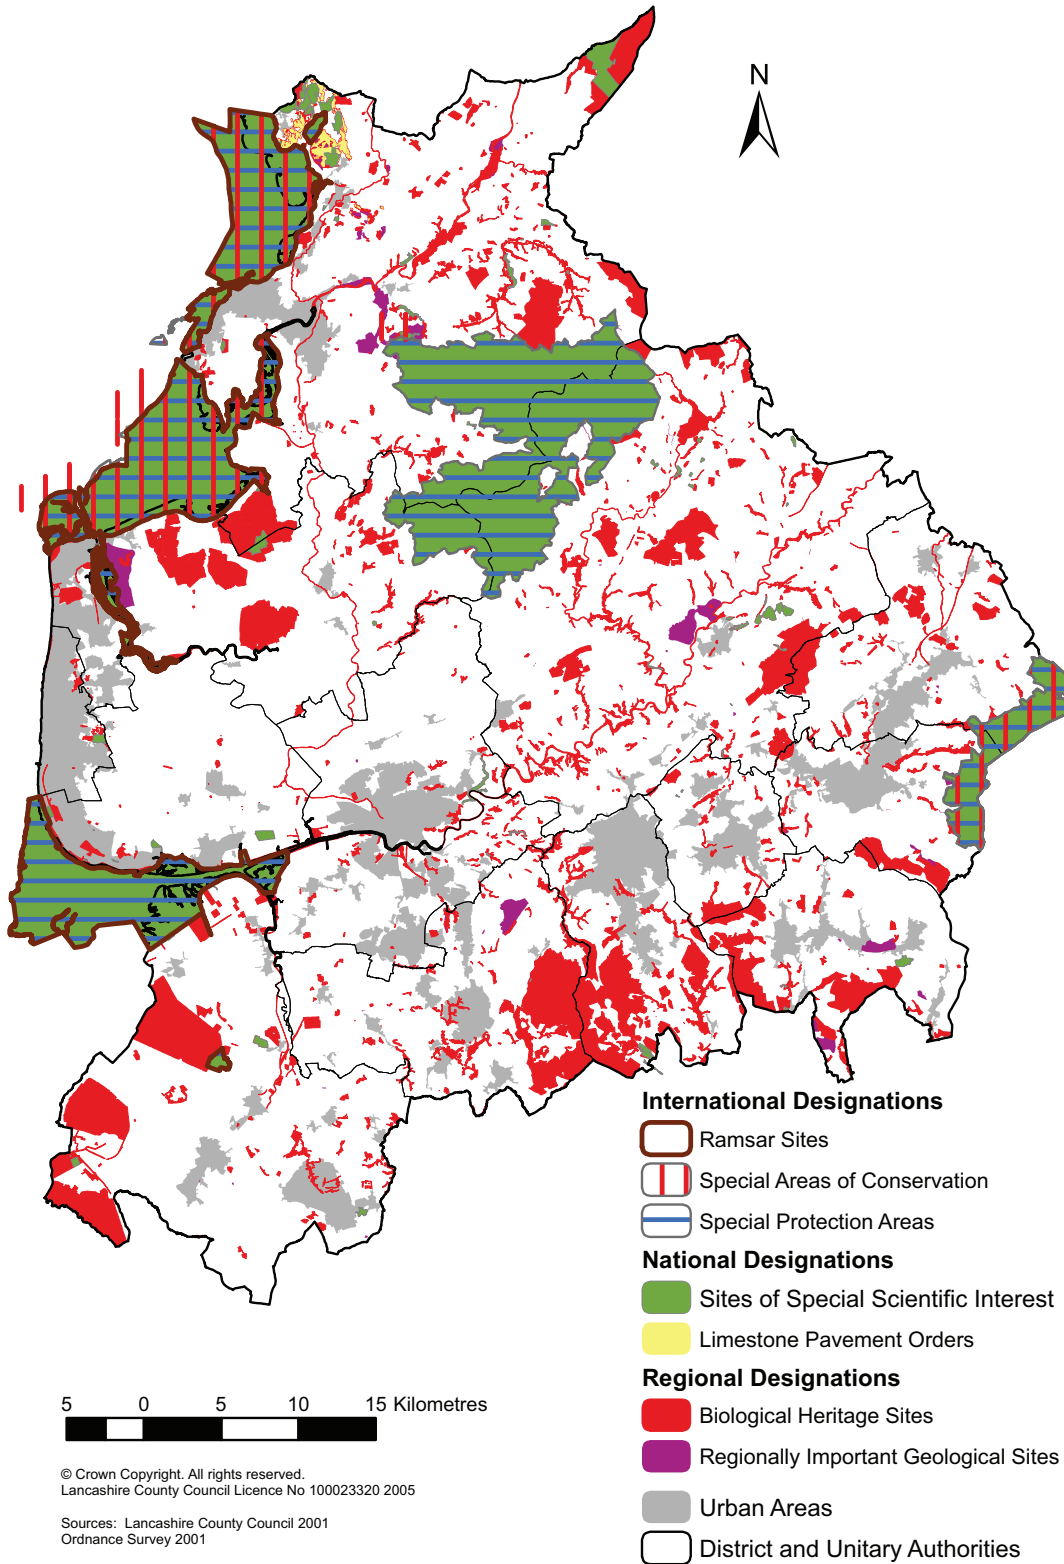 N
International Designations
Ramsar Sites
Special Areas of Conservation
Special Protection Areas
National Designations
Sites of Special Scientific Interest
Limestone Pavement Orders
Regional Designations
Biological Heritage Sites
Regionally Important Geological Sites
Urban Areas
District and Unitary Authorities
5 0 5 10 15 Kilometres
© Crown Copyright. All rights reserved.
Lancashire County Council Licence No 100023320 2005
Sources: Lancashire County Council 2001
Ordnance Survey 2001